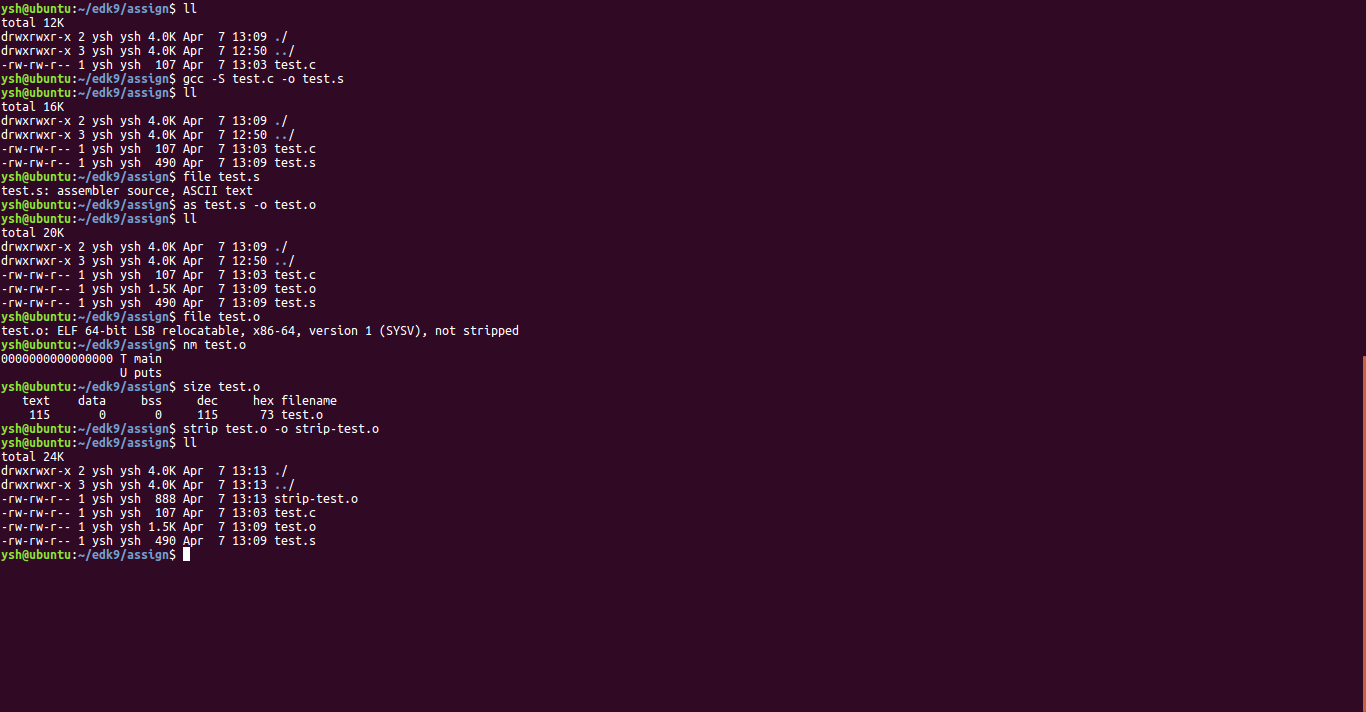 ysh@ubuntu:~/edk9/assign$ ll
total 12K
drwxrwxr-x 2 ysh ysh 4.0K Apr  7 13:09 ./
drwxrwxr-x 3 ysh ysh 4.0K Apr  7 12:50 ../
-rw-rw-r-- 1 ysh ysh  107 Apr  7 13:03 test.c
ysh@ubuntu:~/edk9/assign$ gcc -S test.c -o test.s
ysh@ubuntu:~/edk9/assign$ ll
total 16K
drwxrwxr-x 2 ysh ysh 4.0K Apr  7 13:09 ./
drwxrwxr-x 3 ysh ysh 4.0K Apr  7 12:50 ../
-rw-rw-r-- 1 ysh ysh  107 Apr  7 13:03 test.c
-rw-rw-r-- 1 ysh ysh  490 Apr  7 13:09 test.s
ysh@ubuntu:~/edk9/assign$ file test.s
test.s: assembler source, ASCII text
ysh@ubuntu:~/edk9/assign$ as test.s -o test.o
ysh@ubuntu:~/edk9/assign$ ll
total 20K
drwxrwxr-x 2 ysh ysh 4.0K Apr  7 13:09 ./
drwxrwxr-x 3 ysh ysh 4.0K Apr  7 12:50 ../
-rw-rw-r-- 1 ysh ysh  107 Apr  7 13:03 test.c
-rw-rw-r-- 1 ysh ysh 1.5K Apr  7 13:09 test.o
-rw-rw-r-- 1 ysh ysh  490 Apr  7 13:09 test.s
ysh@ubuntu:~/edk9/assign$ file test.o
test.o: ELF 64-bit LSB relocatable, x86-64, version 1 (SYSV), not stripped
ysh@ubuntu:~/edk9/assign$ nm test.o
0000000000000000 T main
                 U puts
ysh@ubuntu:~/edk9/assign$ size test.o
   text    data     bss     dec     hex filename
    115       0       0     115      73 test.o
ysh@ubuntu:~/edk9/assign$ strip test.o -o strip-test.o
ysh@ubuntu:~/edk9/assign$ ll
total 24K
drwxrwxr-x 2 ysh ysh 4.0K Apr  7 13:13 ./
drwxrwxr-x 3 ysh ysh 4.0K Apr  7 13:13 ../
-rw-rw-r-- 1 ysh ysh  888 Apr  7 13:13 strip-test.o
-rw-rw-r-- 1 ysh ysh  107 Apr  7 13:03 test.c
-rw-rw-r-- 1 ysh ysh 1.5K Apr  7 13:09 test.o
-rw-rw-r-- 1 ysh ysh  490 Apr  7 13:09 test.s
ysh@ubuntu:~/edk9/assign$